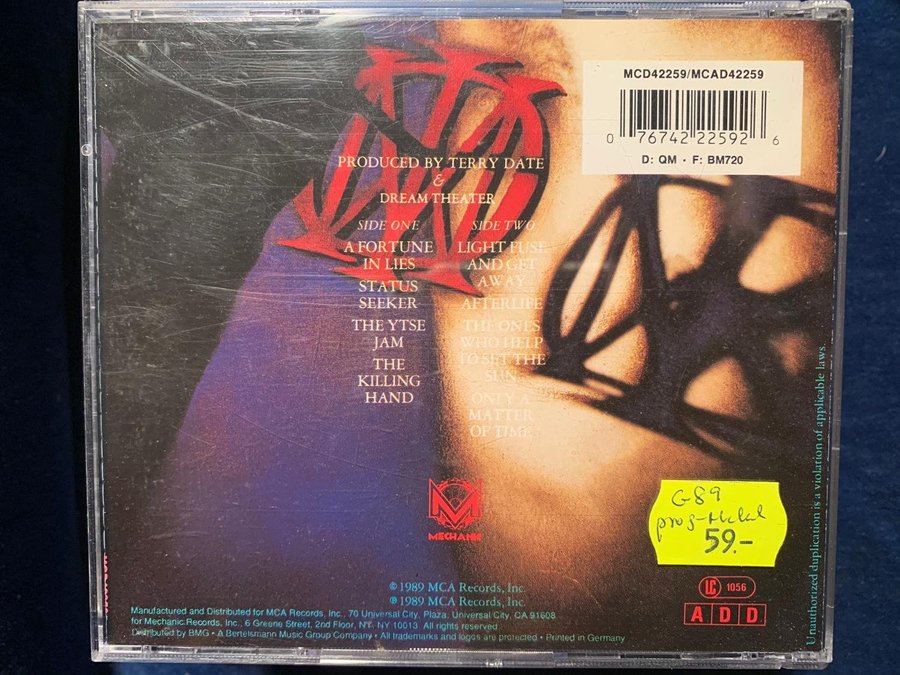 MCD42259/MCAD42259
0 76742 22592 6
D: QM · F: BM720
PRODUCED BY TERRY DATE
&
DREAM THEATER
SIDE ONE
A FORTUNE
IN LIES
STATUS
SEEKER
THE YTSE
JAM
THE
KILLING
HAND
SIDE TWO
LIGHT FUSE
AND GET
AWAY
AFTERLIFE
THE ONES
WHO HELP
TO SET THE
SUN
ONLY A
MATTER
OF TIME
M
MECHANIC
G89
prog-Metal
59.-
LC 1056
ADD
℗ 1989 MCA Records, Inc.
℗ 1989 MCA Records, Inc.
Manufactured and Distributed for MCA Records, Inc., 70 Universal City, Plaza, Universal City, CA 91608
for Mechanic Records, Inc., 6 Greene Street, 2nd Floor, NY, NY 10013. All rights reserved.
Distributed by BMG • A Bertelsmann Music Group Company • All trademarks and logos are protected • Printed in Germany
Unauthorized duplication is a violation of applicable laws.